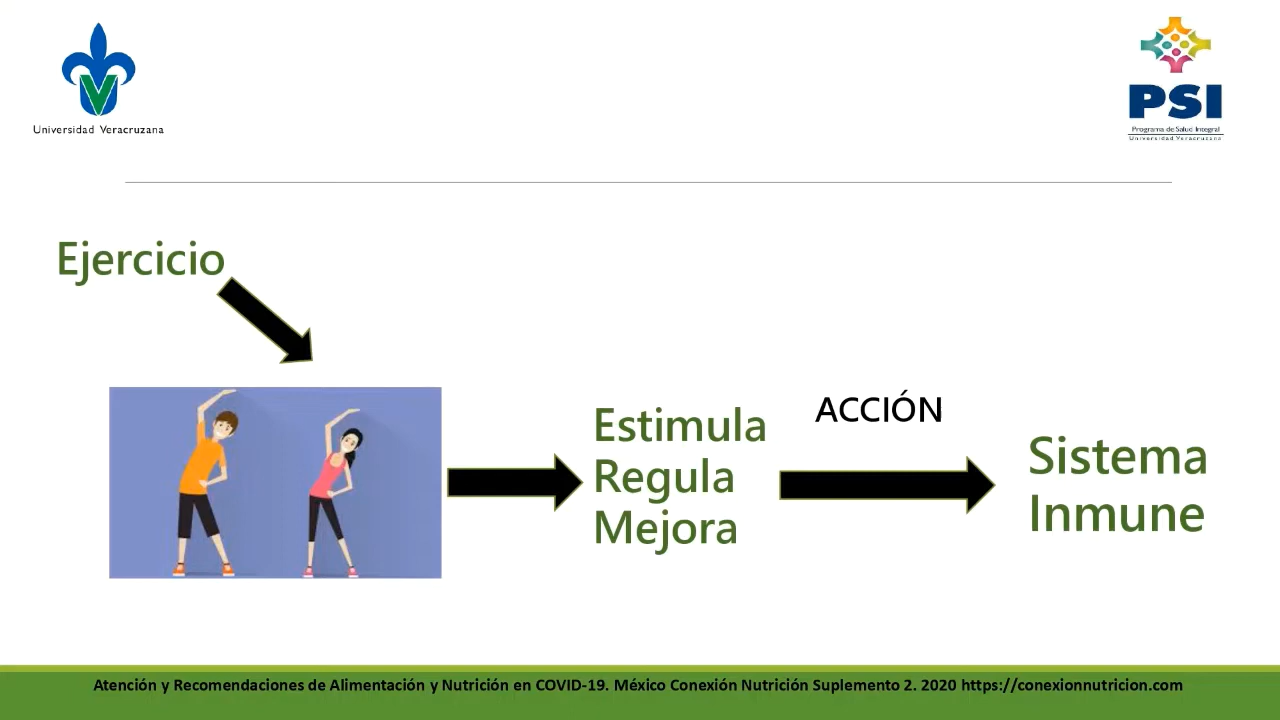 Universidad Veracruzana
PSI
Programa de Salud Integral
Universidad Veracruzana
Ejercicio
Estimula
Regula
Mejora
ACCIÓN
Sistema
Inmune
Atención y Recomendaciones de Alimentación y Nutrición en COVID-19. México Conexión Nutrición Suplemento 2. 2020 https://conexionnutricion.com